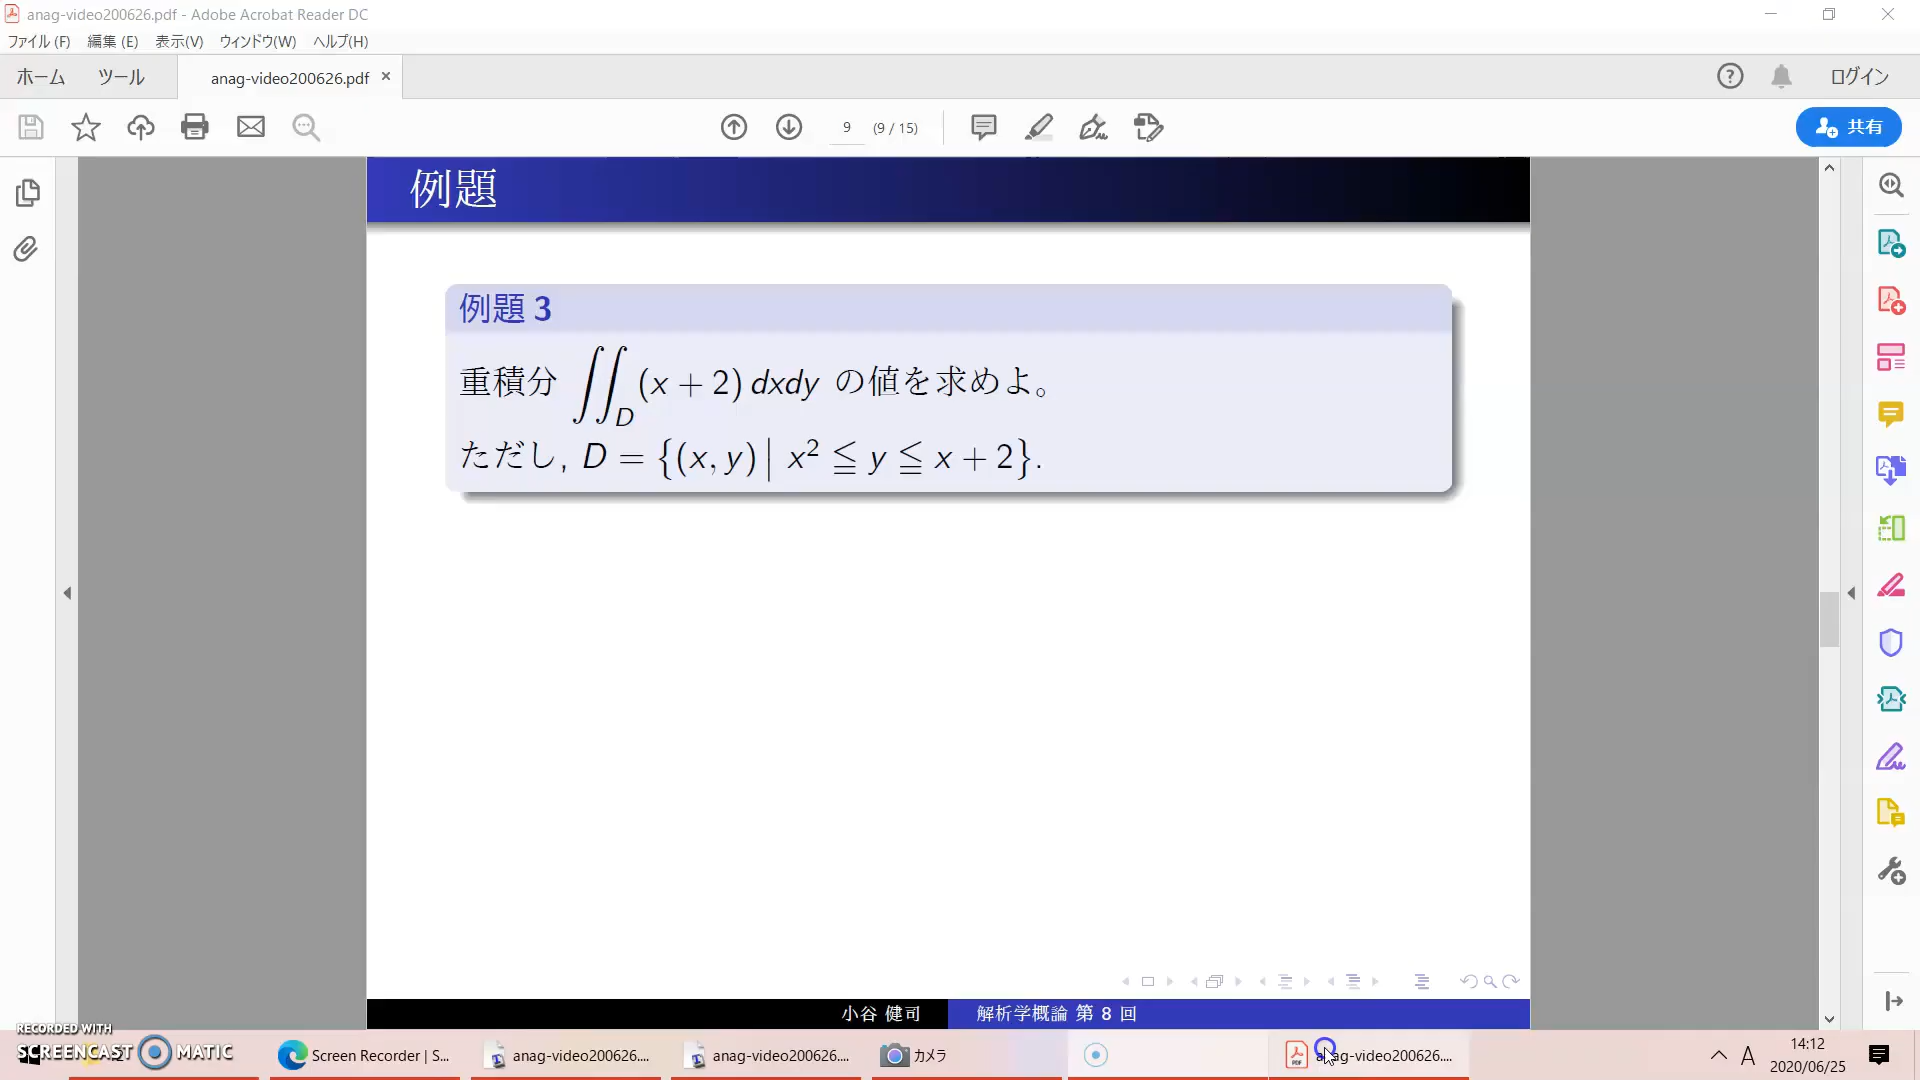 anag-video200626.pdf - Adobe Acrobat Reader DC
ファイル(F) 編集(E) 表示(V) ウィンドウ(W) ヘルプ(H)
ホーム ツール anag-video200626.pdf × ログイン
9 (9 / 15) 共有
例題
例題 3
重積分 ∬_D (x + 2) dxdy の値を求めよ。
ただし, D = {(x, y) | x² ≦ y ≦ x + 2}.
小谷 健司 解析学概論 第 8 回
RECORDED WITH
SCREENCAST MATIC
Screen Recorder | S... anag-video200626.... anag-video200626.... カメラ anag-video200626.... A 14:12
2020/06/25